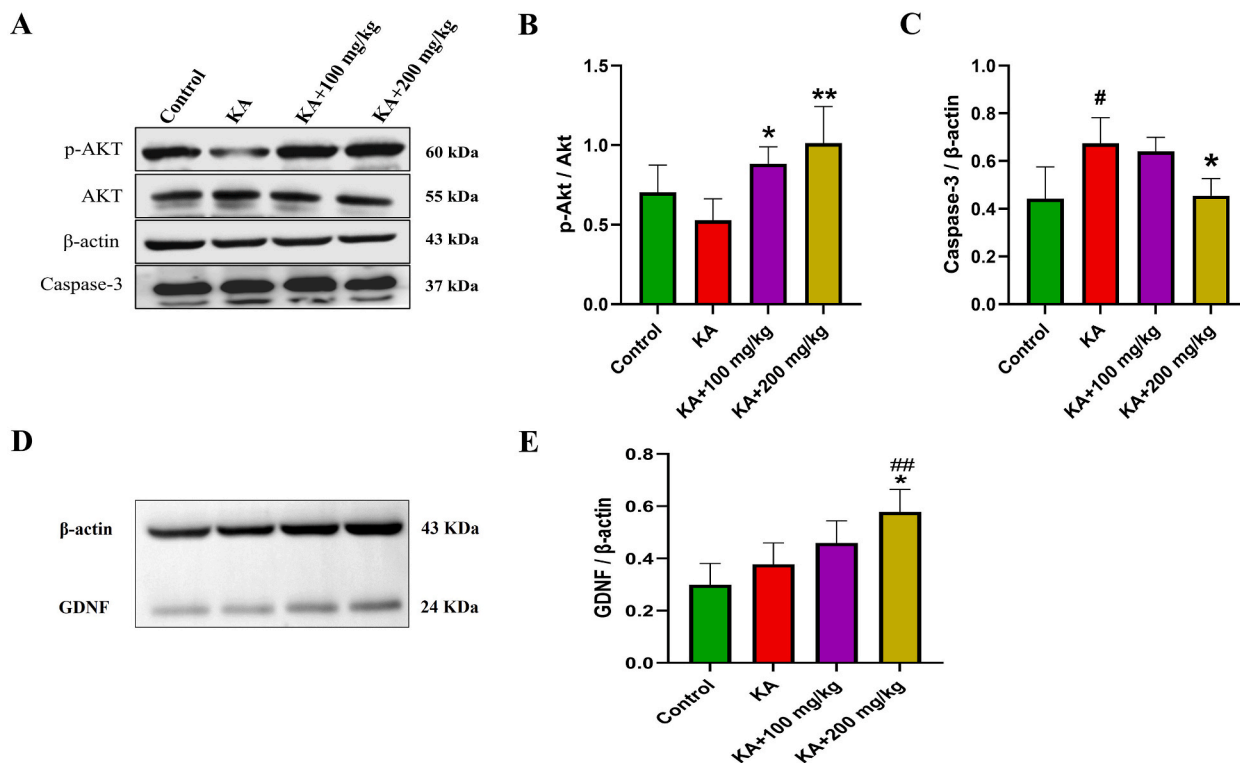 A
Control
KA
KA+100 mg/kg
KA+200 mg/kg
p-AKT
60 kDa
AKT
55 kDa
β-actin
43 kDa
Caspase-3
37 kDa
B
p-Akt / Akt
1.5
1.0
0.5
0.0
*
**
Control
KA
KA+100 mg/kg
KA+200 mg/kg
C
Caspase-3 / β-actin
1.0
0.8
0.6
0.4
0.2
0.0
#
*
Control
KA
KA+100 mg/kg
KA+200 mg/kg
D
β-actin
43 KDa
GDNF
24 KDa
E
GDNF / β-actin
0.8
0.6
0.4
0.2
0.0
##
*
Control
KA
KA+100 mg/kg
KA+200 mg/kg